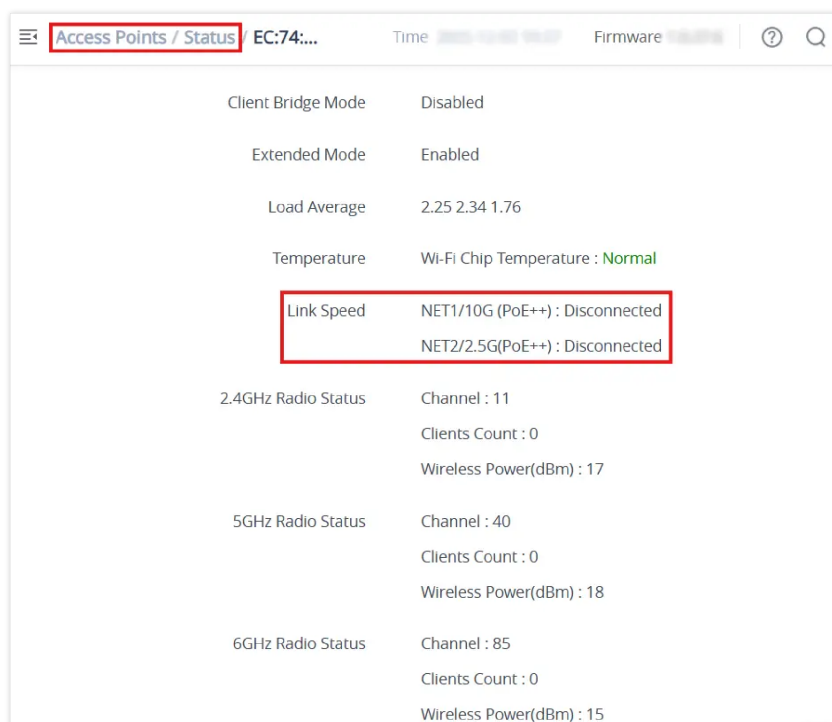 Access Points / Status / EC:74:... Time Firmware
Client Bridge Mode Disabled
Extended Mode Enabled
Load Average 2.25 2.34 1.76
Temperature Wi-Fi Chip Temperature : Normal
Link Speed NET1/10G (PoE++) : Disconnected
NET2/2.5G(PoE++) : Disconnected
2.4GHz Radio Status Channel : 11
Clients Count : 0
Wireless Power(dBm) : 17
5GHz Radio Status Channel : 40
Clients Count : 0
Wireless Power(dBm) : 18
6GHz Radio Status Channel : 85
Clients Count : 0
Wireless Power(dBm) : 15